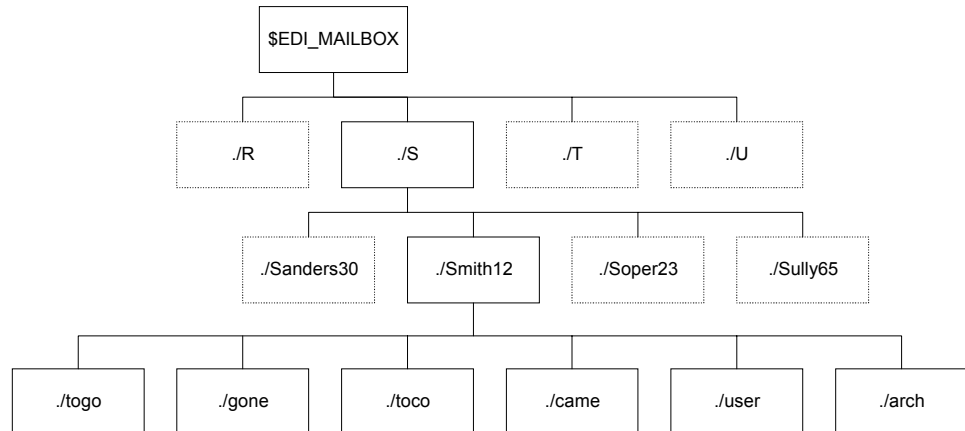 $EDI_MAILBOX
./R
./S
./T
./U
./Sanders30
./Smith12
./Soper23
./Sully65
./togo
./gone
./toco
./came
./user
./arch